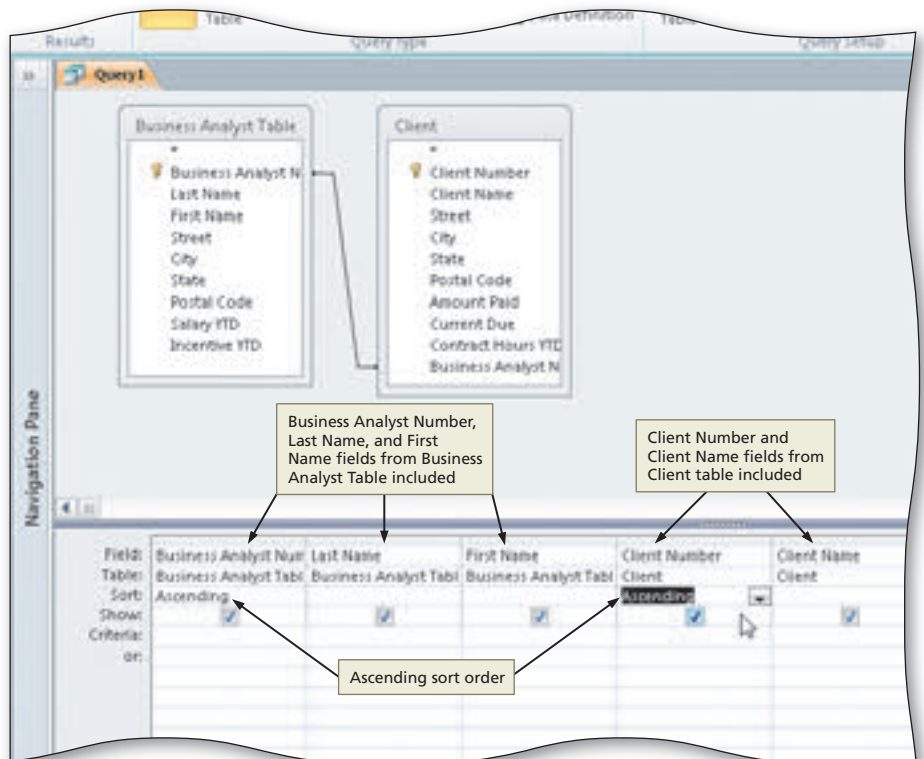 Table
Definition
Table
Results
Query Type
Query Setup
»
Query1
Business Analyst Table
*
Business Analyst N
Last Name
First Name
Street
City
State
Postal Code
Salary YTD
Incentive YTD
Client
*
Client Number
Client Name
Street
City
State
Postal Code
Amount Paid
Current Due
Contract Hours YTD
Business Analyst N
Navigation Pane
Business Analyst Number,
Last Name, and First
Name fields from Business
Analyst Table included
Client Number and
Client Name fields from
Client table included
Field: Business Analyst Num Last Name First Name Client Number Client Name
Table: Business Analyst Tabl Business Analyst Tabl Business Analyst Tabl Client Client
Sort: Ascending Ascending
Show:
Criteria:
or:
Ascending sort order